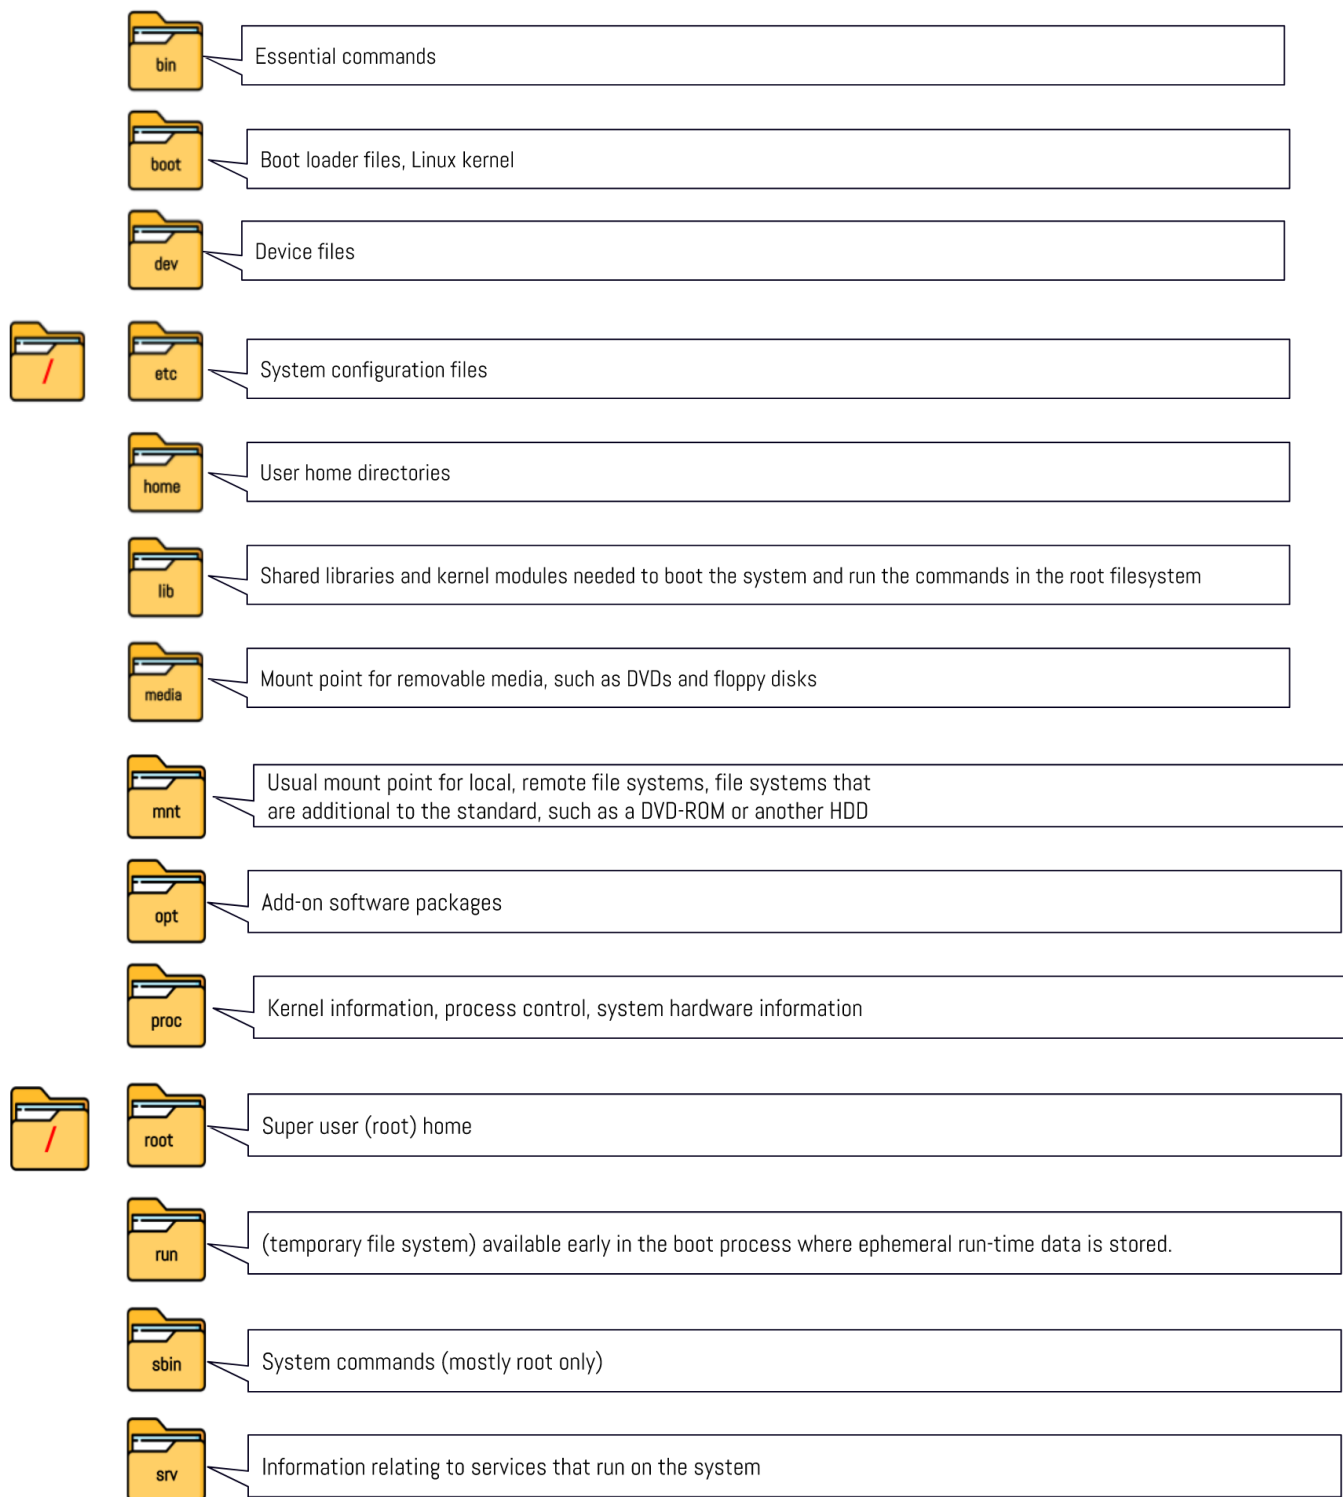 bin
Essential commands
boot
Boot loader files, Linux kernel
dev
Device files
/
etc
System configuration files
home
User home directories
lib
Shared libraries and kernel modules needed to boot the system and run the commands in the root filesystem
media
Mount point for removable media, such as DVDs and floppy disks
mnt
Usual mount point for local, remote file systems, file systems that
are additional to the standard, such as a DVD-ROM or another HDD
opt
Add-on software packages
proc
Kernel information, process control, system hardware information
/
root
Super user (root) home
run
(temporary file system) available early in the boot process where ephemeral run-time data is stored.
sbin
System commands (mostly root only)
srv
Information relating to services that run on the system